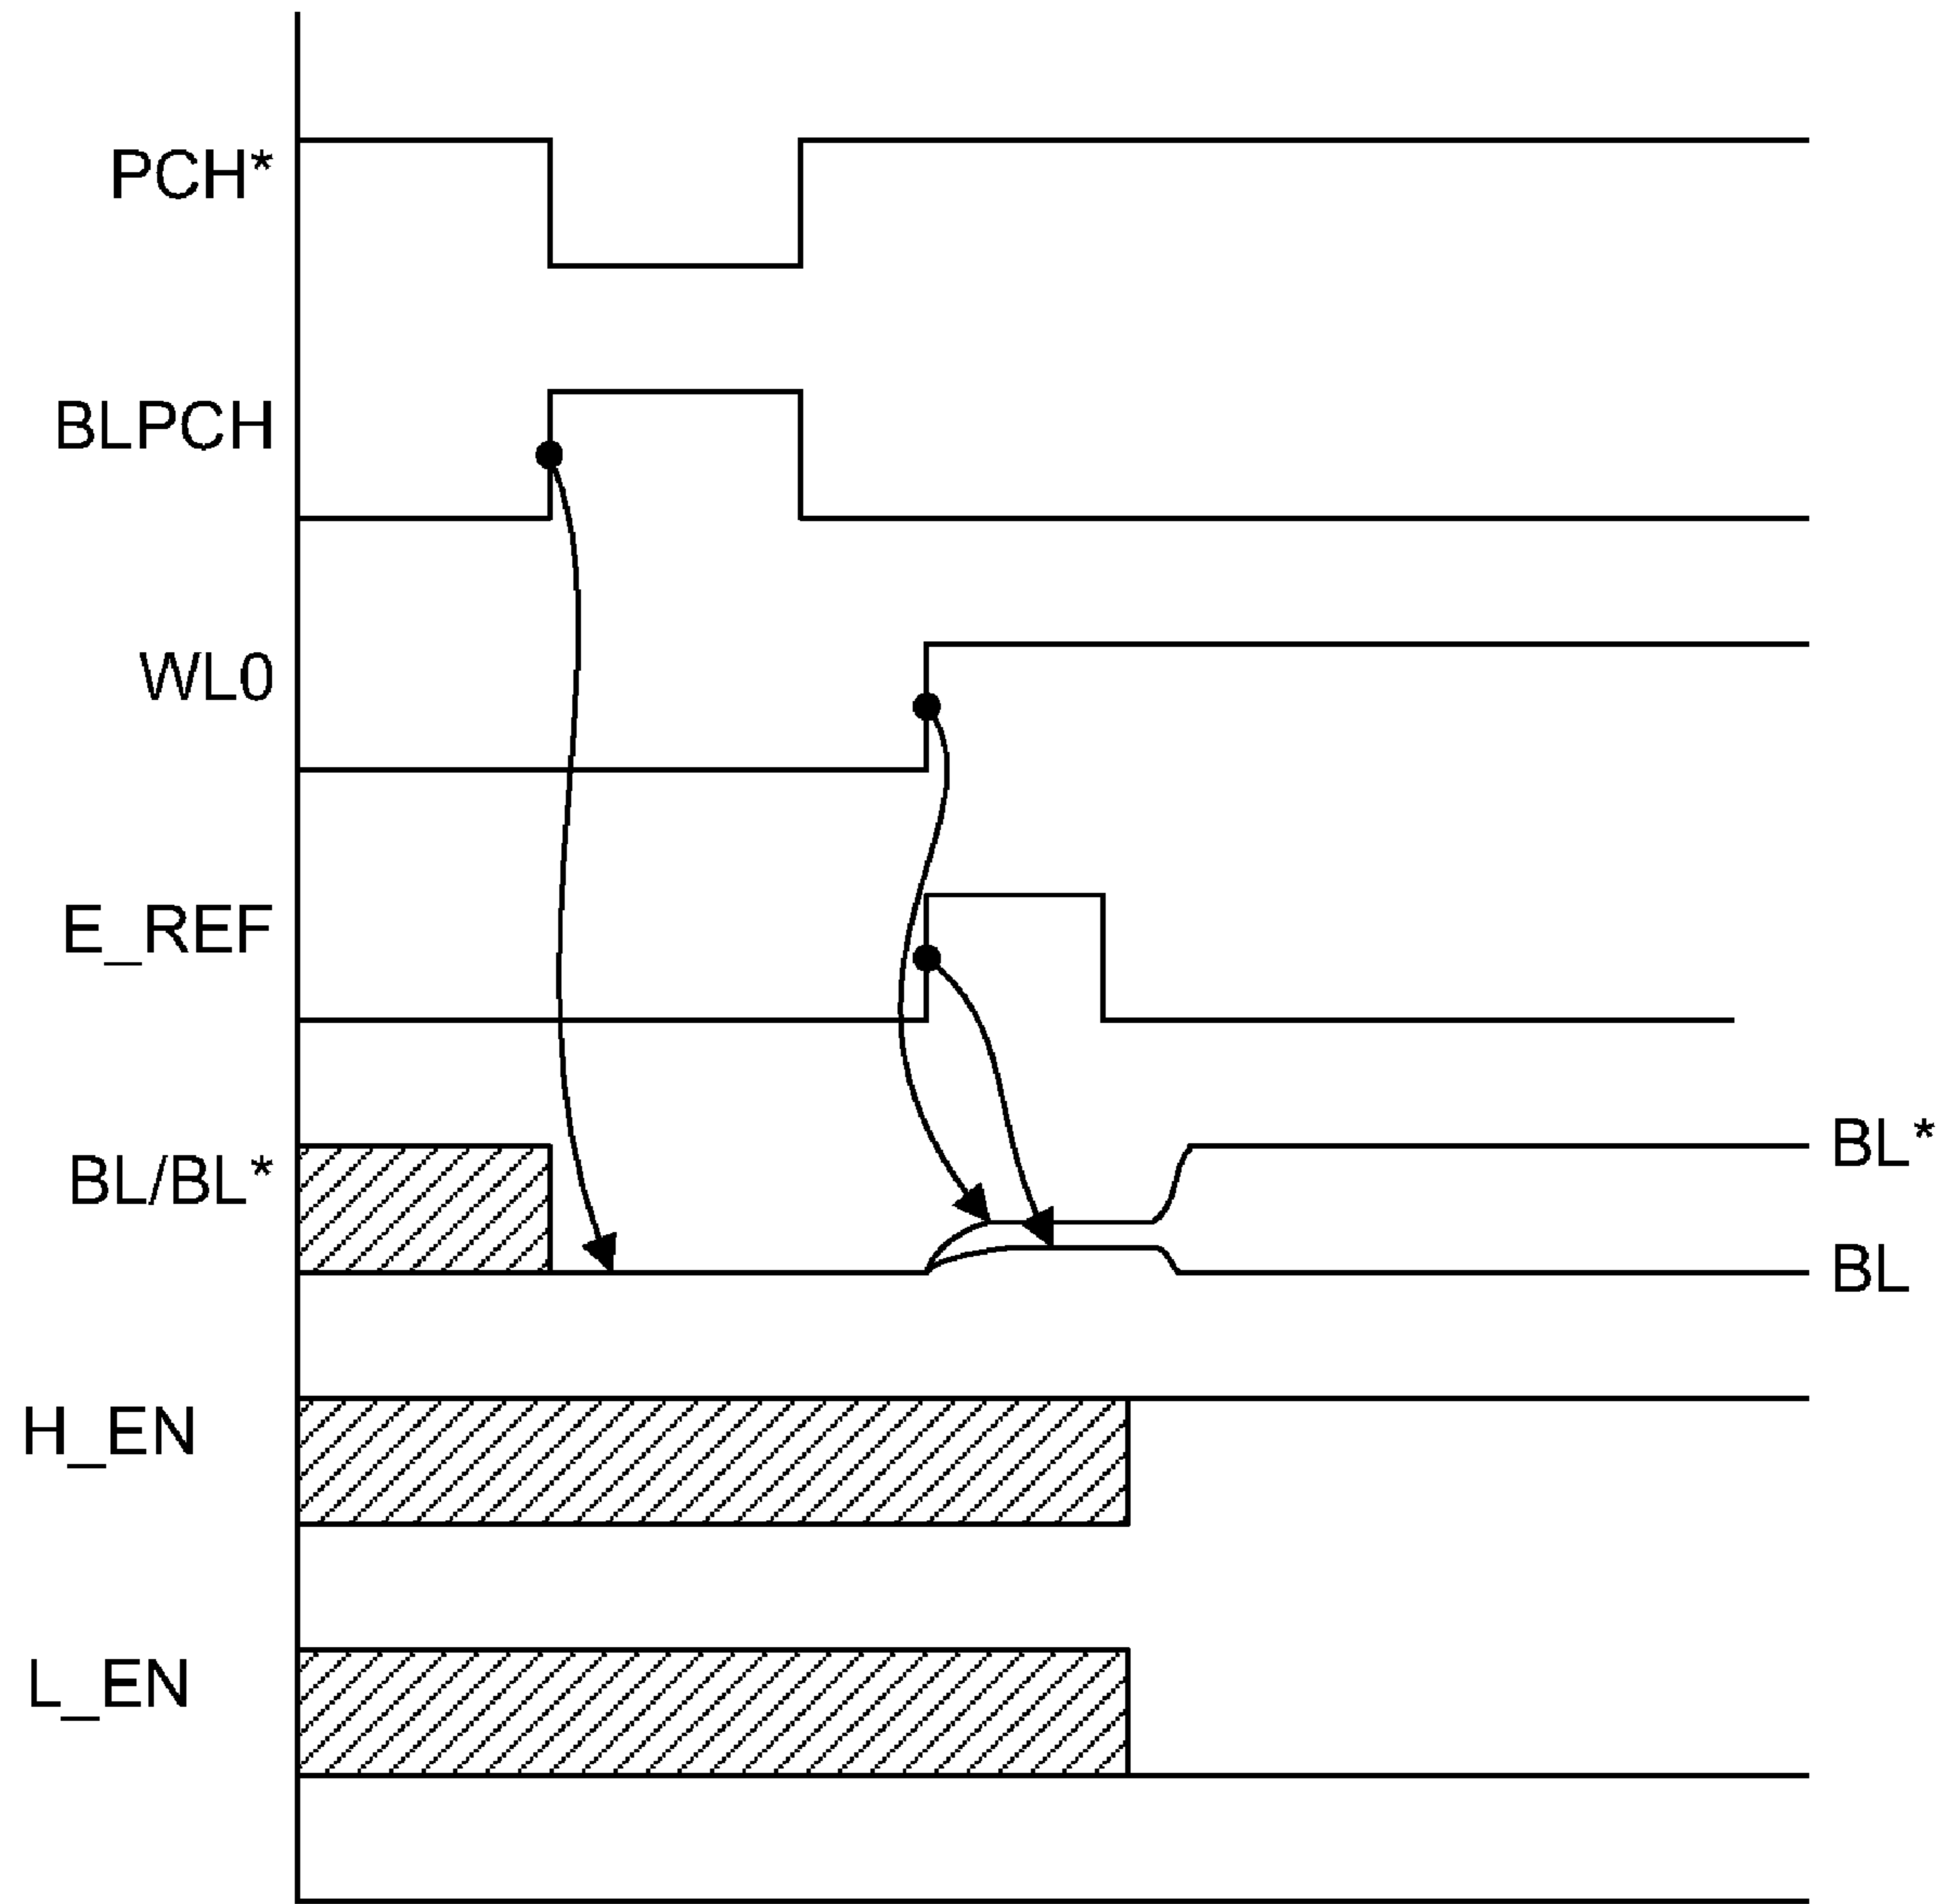 PCH*
BLPCH
WL0
E_REF
BL/BL*
BL*
BL
H_EN
L_EN